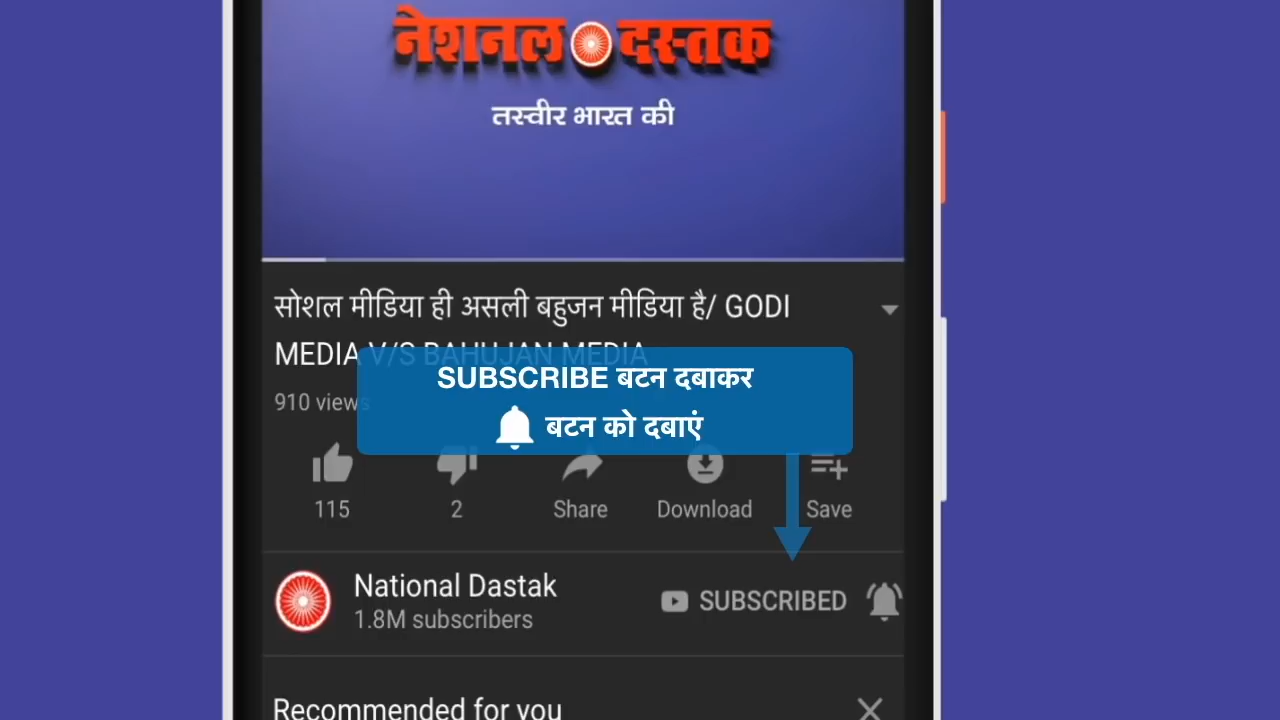 नेशनल दस्तक
तस्वीर भारत की
सोशल मीडिया ही असली बहुजन मीडिया है/ GODI
MEDIA V/S BAHUJAN MEDIA
910 views
SUBSCRIBE बटन दबाकर
बटन को दबाएं
115
2
Share
Download
Save
National Dastak
1.8M subscribers
SUBSCRIBED
Recommended for you